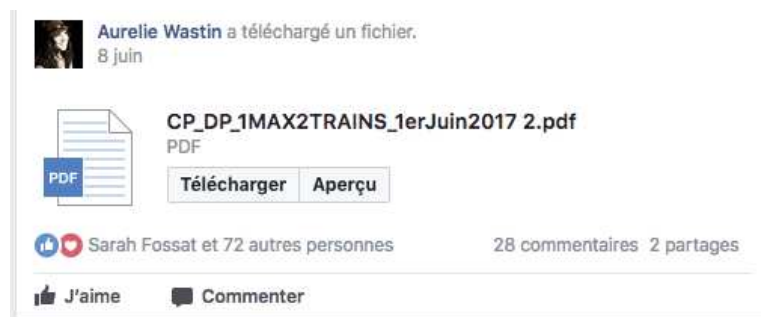 Aurelie Wastin a téléchargé un fichier.
8 juin
CP_DP_1MAX2TRAINS_1erJuin2017 2.pdf
PDF
PDF
Télécharger Aperçu
Sarah Fossat et 72 autres personnes 28 commentaires 2 partages
J'aime Commenter